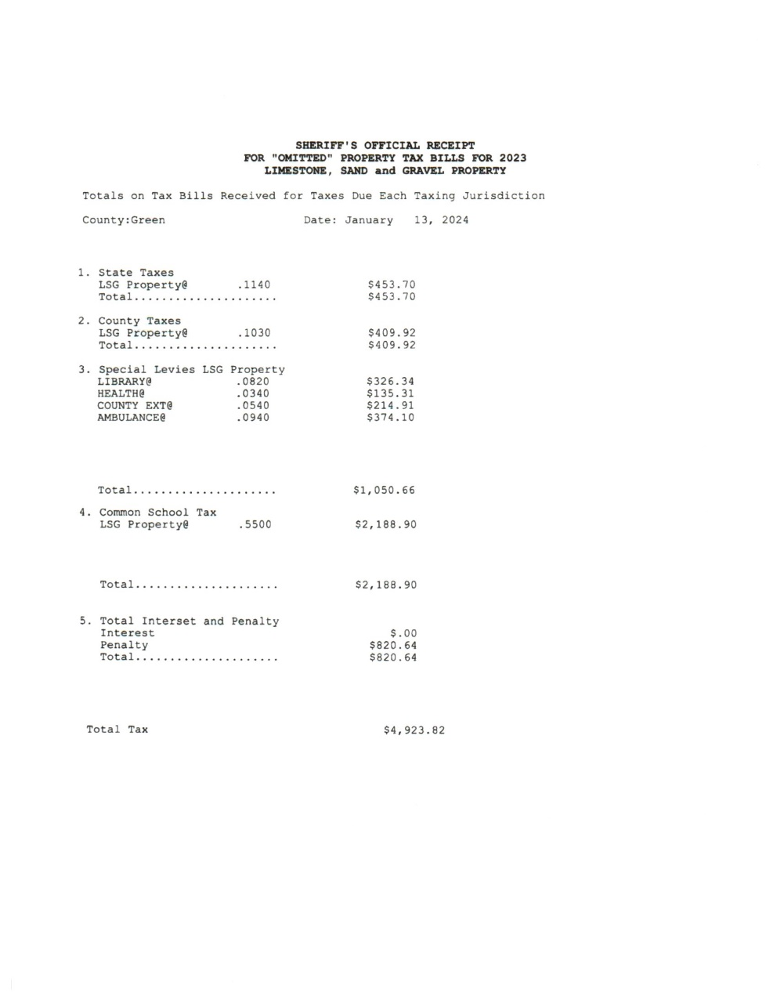 SHERIFF'S OFFICIAL RECEIPT
FOR "OMITTED" PROPERTY TAX BILLS FOR 2023
LIMESTONE, SAND and GRAVEL PROPERTY
Totals on Tax Bills Received for Taxes Due Each Taxing Jurisdiction
County:Green Date: January 13, 2024
1. State Taxes
LSG Property@ .1140 $453.70
Total..................... $453.70
2. County Taxes
LSG Property@ .1030 $409.92
Total..................... $409.92
3. Special Levies LSG Property
LIBRARY@ .0820 $326.34
HEALTH@ .0340 $135.31
COUNTY EXT@ .0540 $214.91
AMBULANCE@ .0940 $374.10
Total..................... $1,050.66
4. Common School Tax
LSG Property@ .5500 $2,188.90
Total..................... $2,188.90
5. Total Interset and Penalty
Interest $.00
Penalty $820.64
Total..................... $820.64
Total Tax $4,923.82